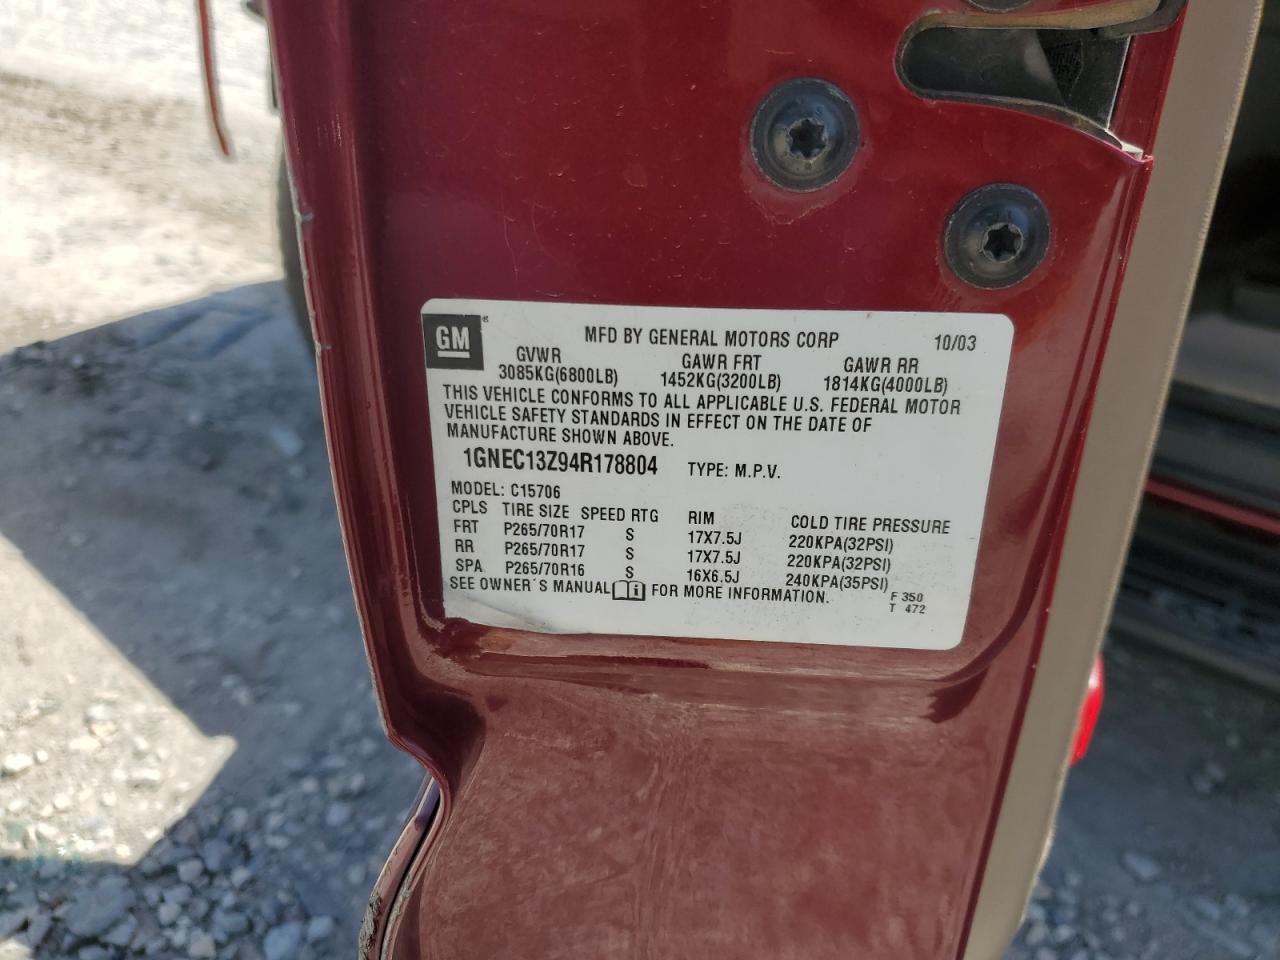 GM ® MFD BY GENERAL MOTORS CORP 10/03
GVWR GAWR FRT GAWR RR
3085KG(6800LB) 1452KG(3200LB) 1814KG(4000LB)
THIS VEHICLE CONFORMS TO ALL APPLICABLE U.S. FEDERAL MOTOR
VEHICLE SAFETY STANDARDS IN EFFECT ON THE DATE OF
MANUFACTURE SHOWN ABOVE.
1GNEC13Z94R178804 TYPE: M.P.V.
MODEL: C15706
CPLS TIRE SIZE SPEED RTG RIM COLD TIRE PRESSURE
FRT P265/70R17 S 17X7.5J 220KPA(32PSI)
RR P265/70R17 S 17X7.5J 220KPA(32PSI)
SPA P265/70R16 S 16X6.5J 240KPA(35PSI)
SEE OWNER´S MANUAL i FOR MORE INFORMATION. F 350
T 472